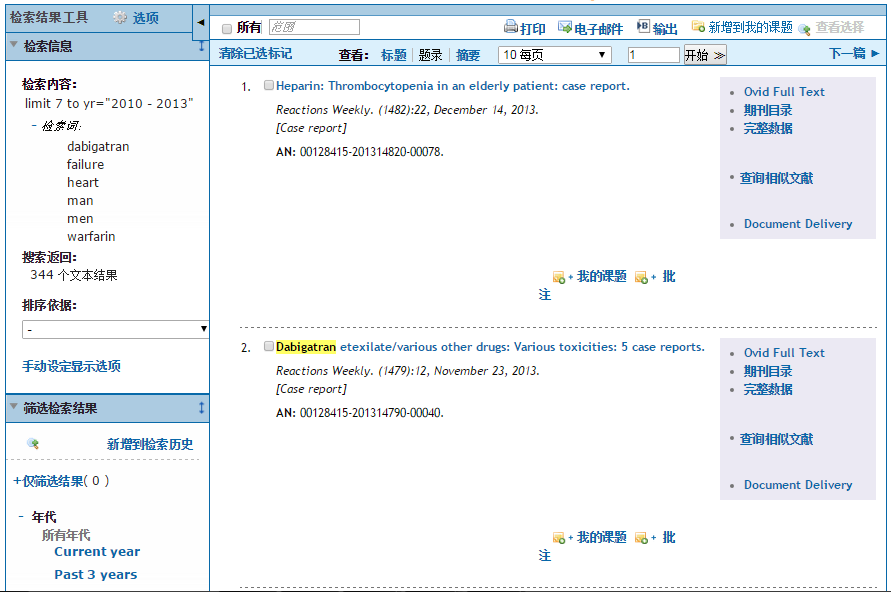 检索结果工具 选项
检索信息
检索内容:
limit 7 to yr="2010 - 2013"
- 检索词:
dabigatran
failure
heart
man
men
warfarin
搜索返回:
344 个文本结果
排序依据:
-
手动设定显示选项
筛选检索结果
新增到检索历史
+仅筛选结果( 0 )
- 年代
所有年代
Current year
Past 3 years
所有 范围 打印 电子邮件 输出 新增到我的课题 查看选择
清除已选标记 查看: 标题 | 题录 | 摘要 10 每页 1 开始 ≫ 下一篇
1. Heparin: Thrombocytopenia in an elderly patient: case report.
Reactions Weekly. (1482):22, December 14, 2013.
[Case report]
AN: 00128415-201314820-00078.
• Ovid Full Text
• 期刊目录
• 完整数据
• 查询相似文献
• Document Delivery
+ 我的课题 + 批
注
2. Dabigatran etexilate/various other drugs: Various toxicities: 5 case reports.
Reactions Weekly. (1479):12, November 23, 2013.
[Case report]
AN: 00128415-201314790-00040.
• Ovid Full Text
• 期刊目录
• 完整数据
• 查询相似文献
• Document Delivery
+ 我的课题 + 批
注